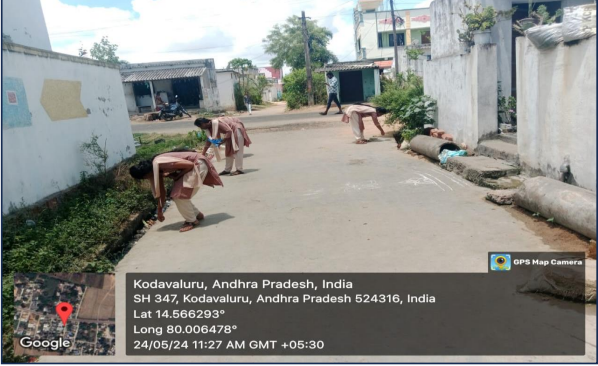 GPS Map Camera
Kodavaluru, Andhra Pradesh, India
SH 347, Kodavaluru, Andhra Pradesh 524316, India
Lat 14.566293°
Long 80.006478°
24/05/24 11:27 AM GMT +05:30
Google